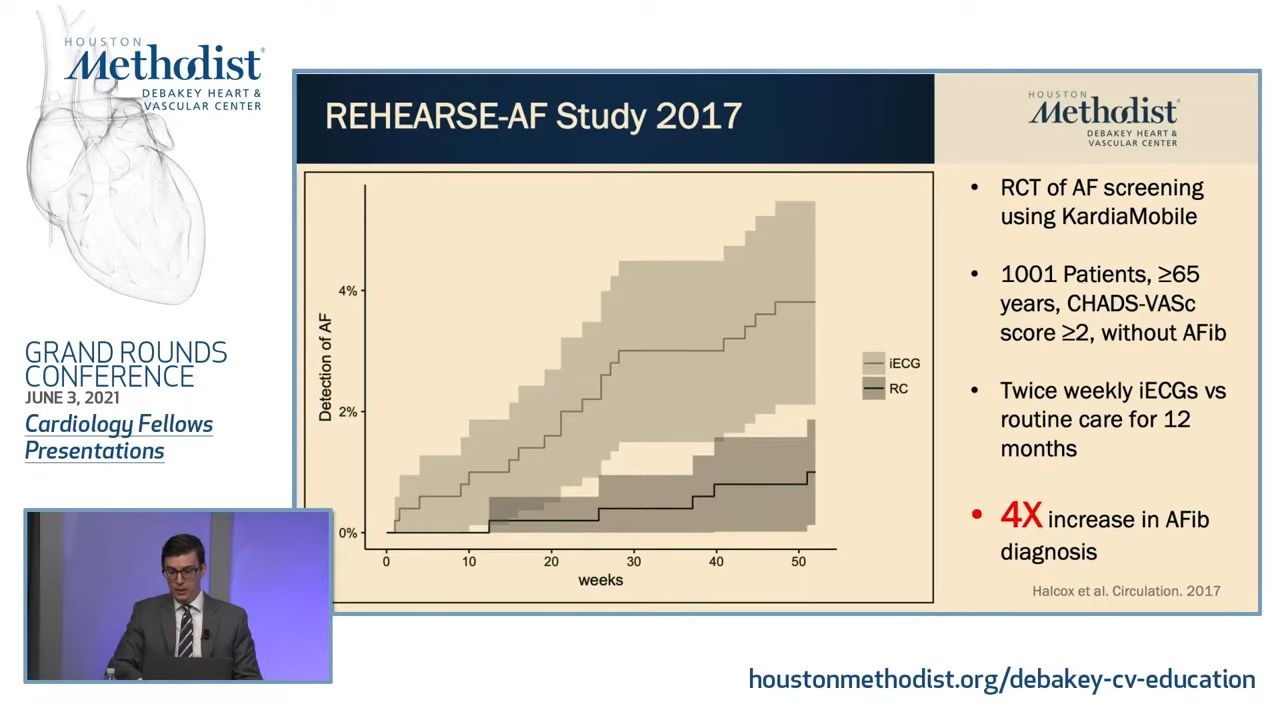 HOUSTON
Methodist
DEBAKEY HEART &
VASCULAR CENTER
GRAND ROUNDS
CONFERENCE
JUNE 3, 2021
Cardiology Fellows
Presentations
REHEARSE-AF Study 2017
HOUSTON
Methodist
DEBAKEY HEART &
VASCULAR CENTER
Detection of AF
4%
2%
0%
0 10 20 30 40 50
weeks
iECG
RC
• RCT of AF screening
using KardiaMobile
• 1001 Patients, ≥65
years, CHADS-VASc
score ≥2, without AFib
• Twice weekly iECGs vs
routine care for 12
months
• 4X increase in AFib
diagnosis
Halcox et al. Circulation. 2017
houstonmethodist.org/debakey-cv-education